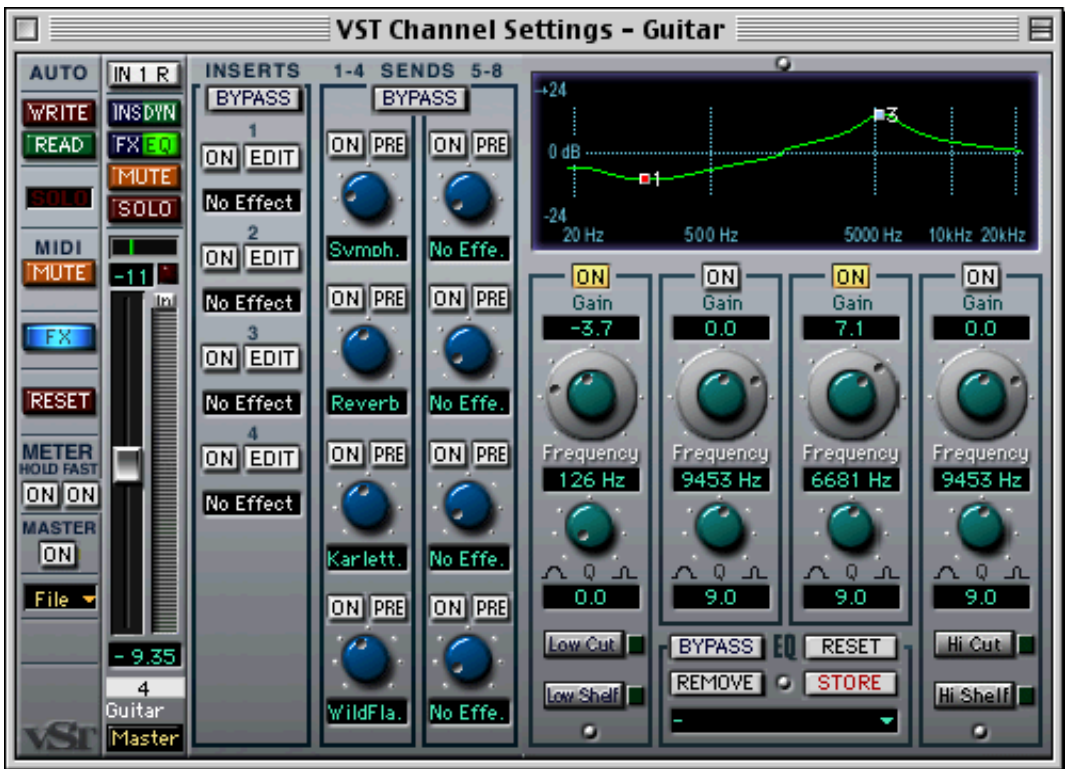 VST Channel Settings - Guitar
AUTO
WRITE
READ
SOLO
MIDI
MUTE
FX
RESET
METER
HOLD FAST
ON ON
MASTER
ON
File
VST
IN 1 R
INS DYN
FX EQ
MUTE
SOLO
-11
In
- 9.35
4
Guitar
Master
INSERTS
BYPASS
1
ON EDIT
No Effect
2
ON EDIT
No Effect
3
ON EDIT
No Effect
4
ON EDIT
No Effect
1-4 SENDS 5-8
BYPASS
ON PRE ON PRE
Symph. No Effe.
ON PRE ON PRE
Reverb No Effe.
ON PRE ON PRE
Karlett. No Effe.
ON PRE ON PRE
WildFla. No Effe.
+24
0 dB
-24
1
3
20 Hz 500 Hz 5000 Hz 10kHz 20kHz
ON ON ON ON
Gain Gain Gain Gain
-3.7 0.0 7.1 0.0
Frequency Frequency Frequency Frequency
126 Hz 9453 Hz 6681 Hz 9453 Hz
Q Q Q Q
0.0 9.0 9.0 9.0
Low Cut BYPASS EQ RESET Hi Cut
Low Shelf REMOVE STORE Hi Shelf
-